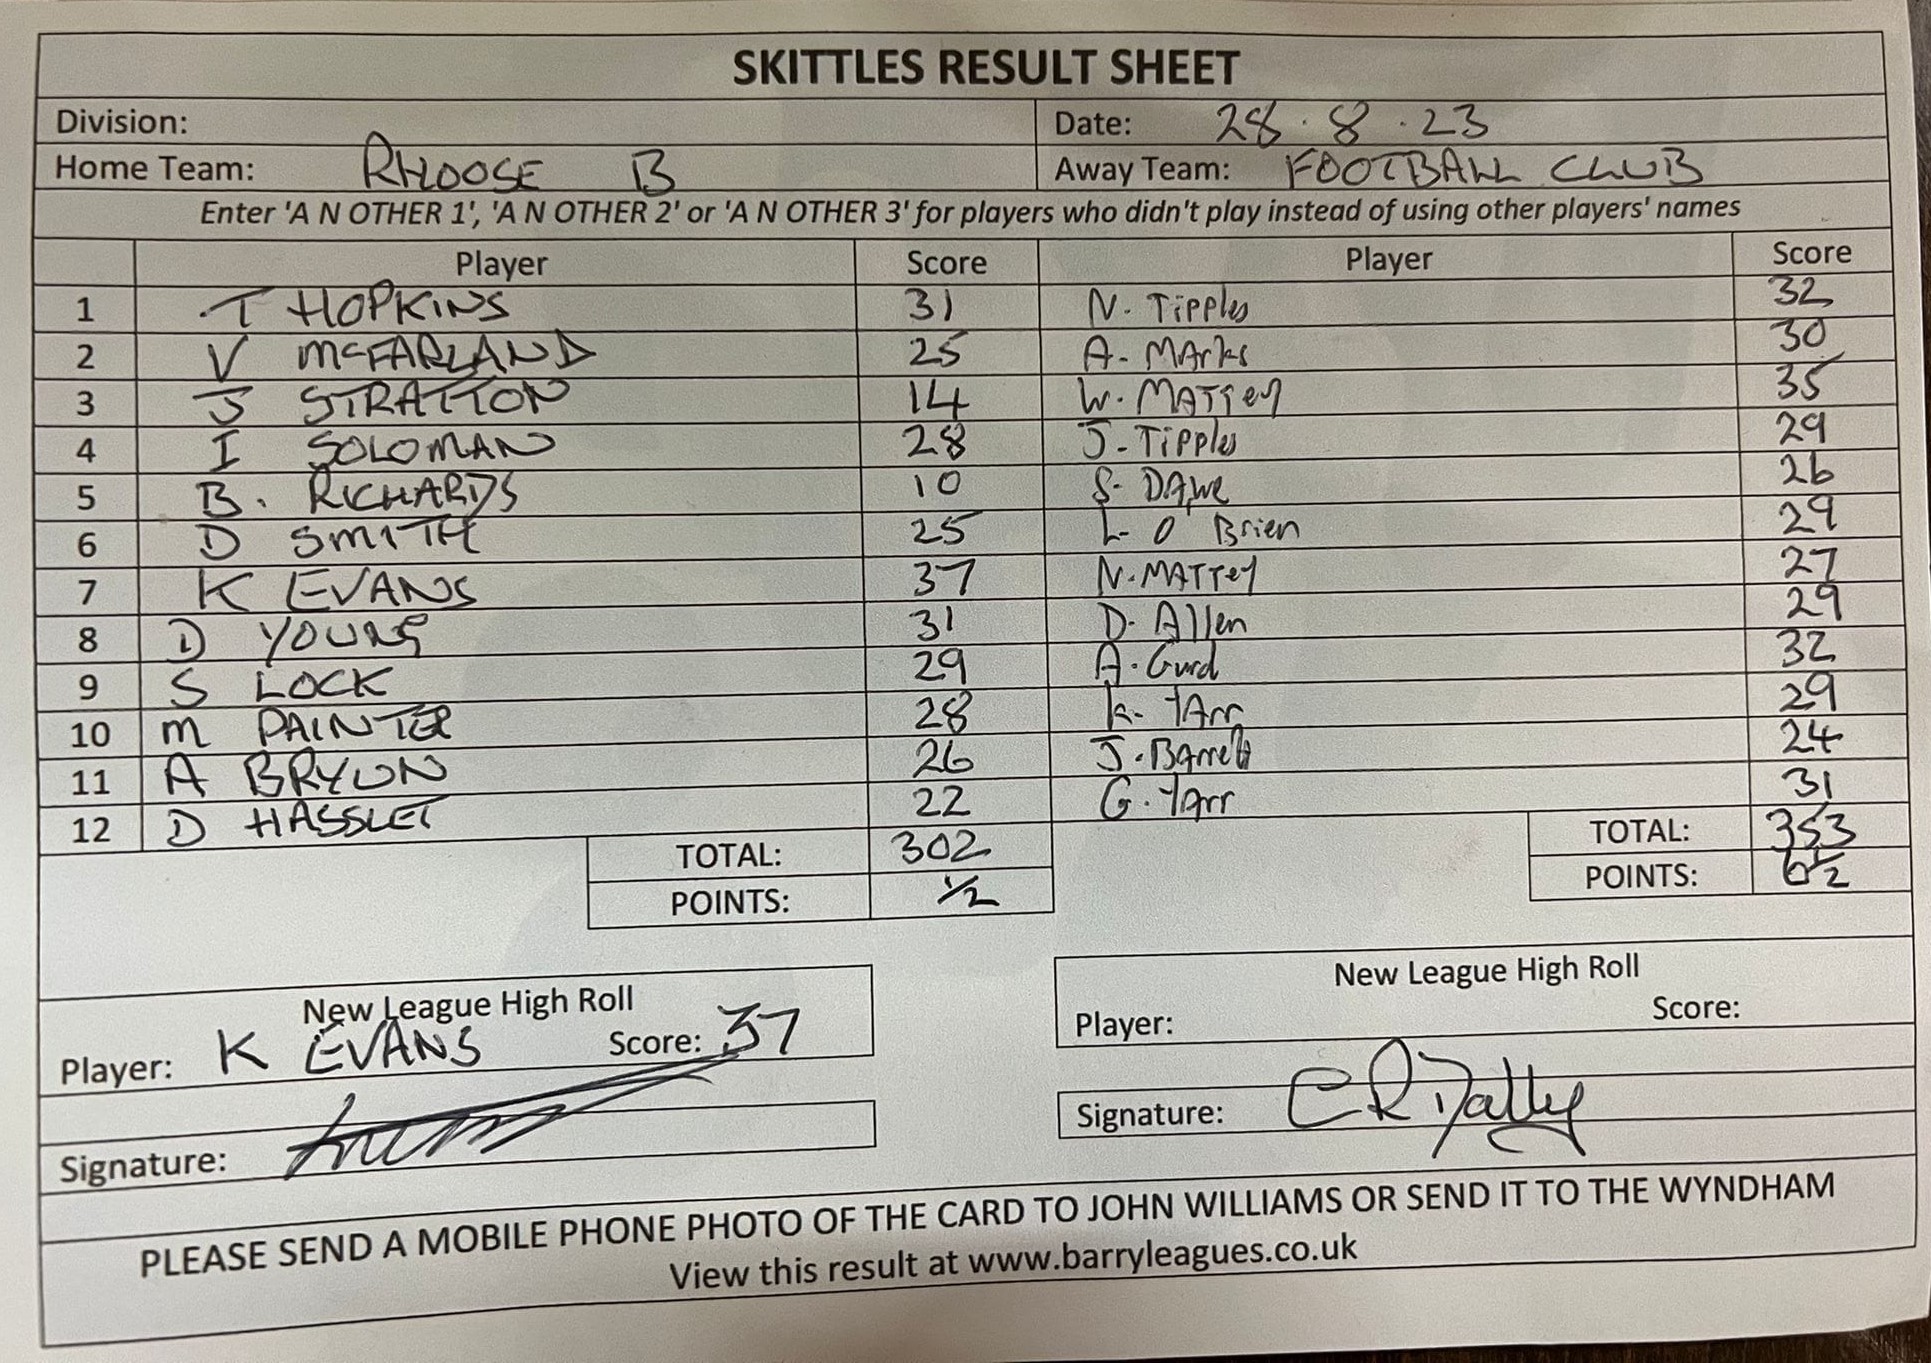 SKITTLES RESULT SHEET
Division: Date: 28.8.23
Home Team: RHOOSE B Away Team: FOOTBALL CLUB
Enter 'A N OTHER 1', 'A N OTHER 2' or 'A N OTHER 3' for players who didn't play instead of using other players' names
Player Score Player Score
1 T HOPKINS 31 N. Tipples 32
2 V McFARLAND 25 A. MArks 30
3 J STRATTON 14 W. MATTey 35
4 I SOLOMAN 28 J. Tipples 29
5 B. RICHARDS 10 S. DAwe 26
6 D SMITH 25 L. O'Brien 29
7 K EVANS 37 N. MATTey 27
8 D YOUNG 31 D. Allen 29
9 S LOCK 29 A. Gurd 32
10 M PAINTER 28 K. YArr 29
11 A BRYON 26 J. BArrett 24
12 D HASSLET 22 G. YArr 31
TOTAL: 302 TOTAL: 353
POINTS: 1/2 POINTS: 6 1/2
New League High Roll New League High Roll
Player: K EVANS Score: 37 Player: Score:
Signature: Signature:
PLEASE SEND A MOBILE PHONE PHOTO OF THE CARD TO JOHN WILLIAMS OR SEND IT TO THE WYNDHAM
View this result at www.barryleagues.co.uk